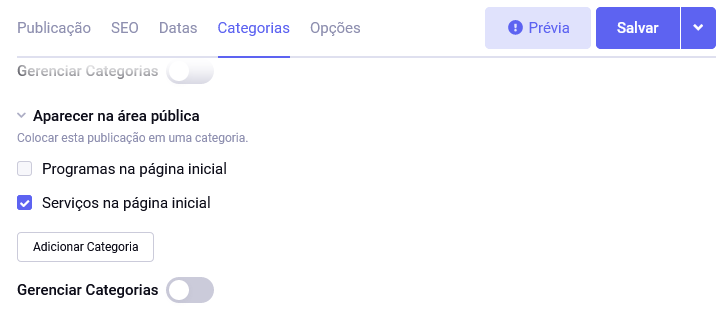 Publicação SEO Datas Categorias Opções Prévia Salvar
Gerenciar Categorias
Aparecer na área pública
Colocar esta publicação em uma categoria.
Programas na página inicial
Serviços na página inicial
Adicionar Categoria
Gerenciar Categorias